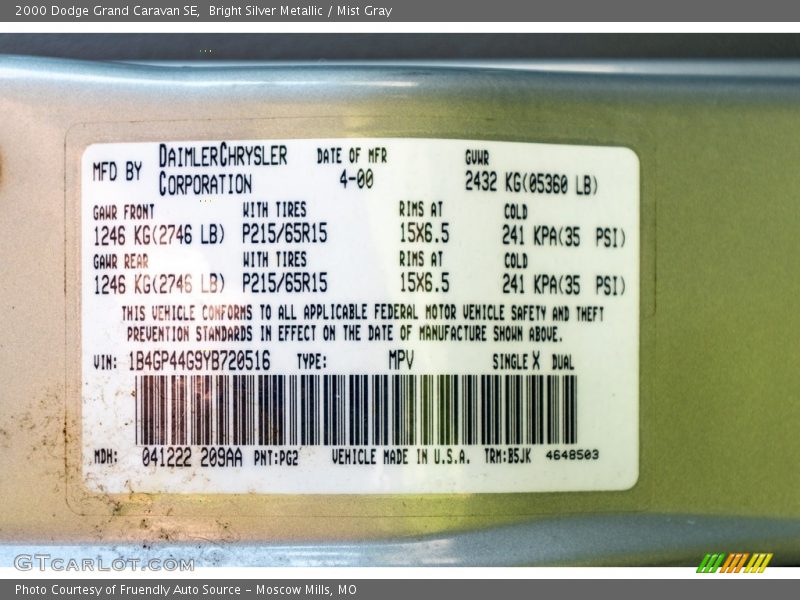 2000 Dodge Grand Caravan SE,  Bright Silver Metallic / Mist Gray
MFD BY DAIMLERCHRYSLER CORPORATION DATE OF MFR 4-00 GVWR 2432 KG(05360 LB)
GAWR FRONT WITH TIRES RIMS AT COLD
1246 KG(2746 LB) P215/65R15 15X6.5 241 KPA(35 PSI)
GAWR REAR WITH TIRES RIMS AT COLD
1246 KG(2746 LB) P215/65R15 15X6.5 241 KPA(35 PSI)
THIS VEHICLE CONFORMS TO ALL APPLICABLE FEDERAL MOTOR VEHICLE SAFETY AND THEFT
PREVENTION STANDARDS IN EFFECT ON THE DATE OF MANUFACTURE SHOWN ABOVE.
VIN: 1B4GP44G9YB720516 TYPE: MPV SINGLE X DUAL
MDH: 041222 209AA PNT:PG2 VEHICLE MADE IN U.S.A. TRM:B5JK 4648503
GTCARLOT.COM
Photo Courtesy of Fruendly Auto Source – Moscow Mills, MO